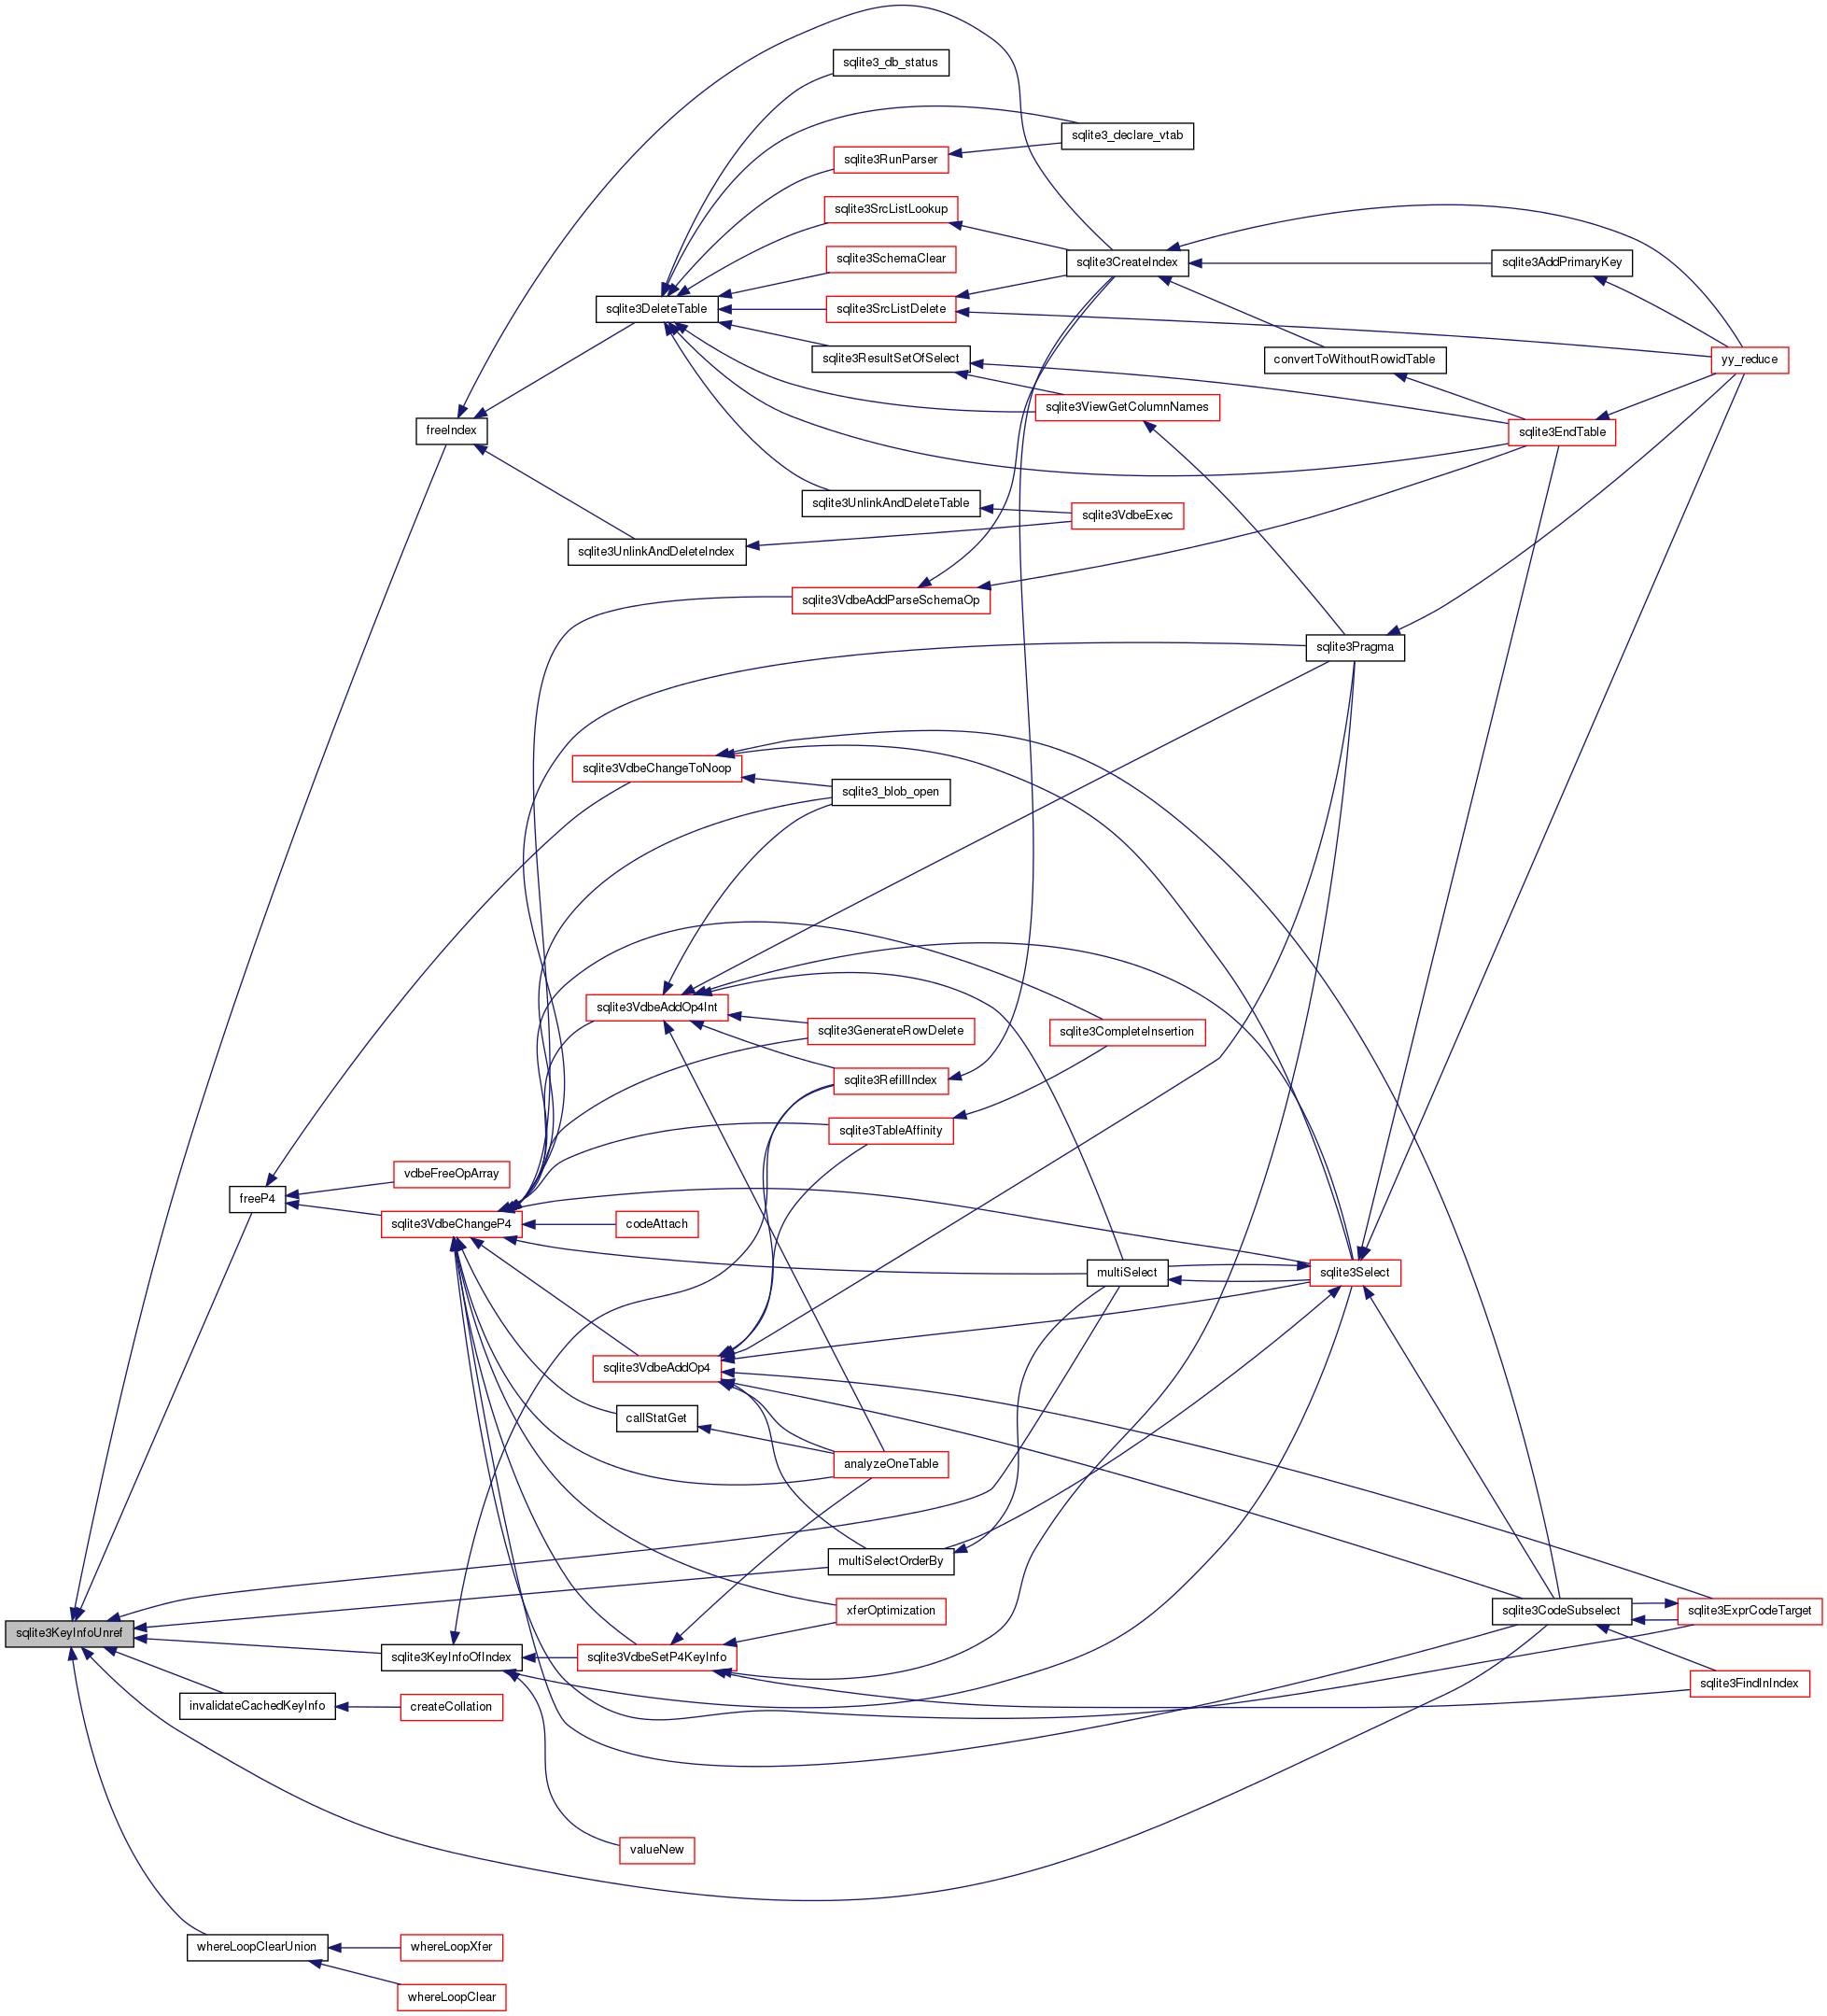 sqlite3_db_status
sqlite3_declare_vtab
sqlite3RunParser
sqlite3SrcListLookup
sqlite3SchemaClear
sqlite3CreateIndex
sqlite3AddPrimaryKey
sqlite3DeleteTable
sqlite3SrcListDelete
sqlite3ResultSetOfSelect
convertToWithoutRowidTable
yy_reduce
sqlite3ViewGetColumnNames
freeIndex
sqlite3EndTable
sqlite3UnlinkAndDeleteTable
sqlite3VdbeExec
sqlite3UnlinkAndDeleteIndex
sqlite3VdbeAddParseSchemaOp
sqlite3Pragma
sqlite3VdbeChangeToNoop
sqlite3_blob_open
sqlite3VdbeAddOp4Int
sqlite3GenerateRowDelete
sqlite3CompleteInsertion
sqlite3RefillIndex
sqlite3TableAffinity
vdbeFreeOpArray
freeP4
sqlite3VdbeChangeP4
codeAttach
multiSelect
sqlite3Select
sqlite3VdbeAddOp4
callStatGet
analyzeOneTable
multiSelectOrderBy
xferOptimization
sqlite3CodeSubselect
sqlite3ExprCodeTarget
sqlite3KeyInfoUnref
sqlite3KeyInfoOfIndex
sqlite3VdbeSetP4KeyInfo
sqlite3FindInIndex
invalidateCachedKeyInfo
createCollation
valueNew
whereLoopClearUnion
whereLoopXfer
whereLoopClear